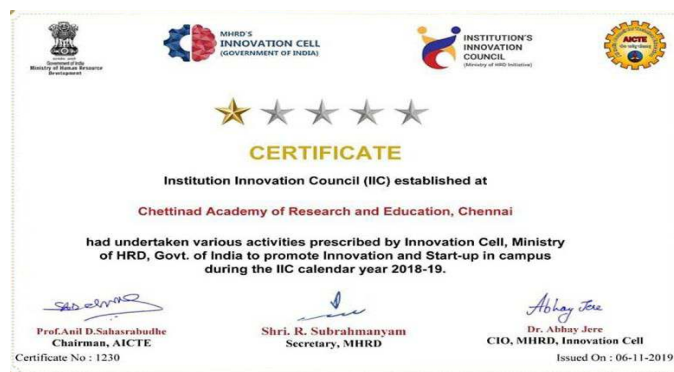 Government of India
Ministry of Human Resource
Development
MHRD'S
INNOVATION CELL
(GOVERNMENT OF INDIA)
INSTITUTION'S
INNOVATION
COUNCIL
(Ministry of HRD Initiative)
AICTE
CERTIFICATE
Institution Innovation Council (IIC) established at
Chettinad Academy of Research and Education, Chennai
had undertaken various activities prescribed by Innovation Cell, Ministry
of HRD, Govt. of India to promote Innovation and Start-up in campus
during the IIC calendar year 2018-19.
Abhay Jere
Prof.Anil D.Sahasrabudhe
Chairman, AICTE
Shri. R. Subrahmanyam
Secretary, MHRD
Dr. Abhay Jere
CIO, MHRD, Innovation Cell
Certificate No : 1230
Issued On : 06-11-2019